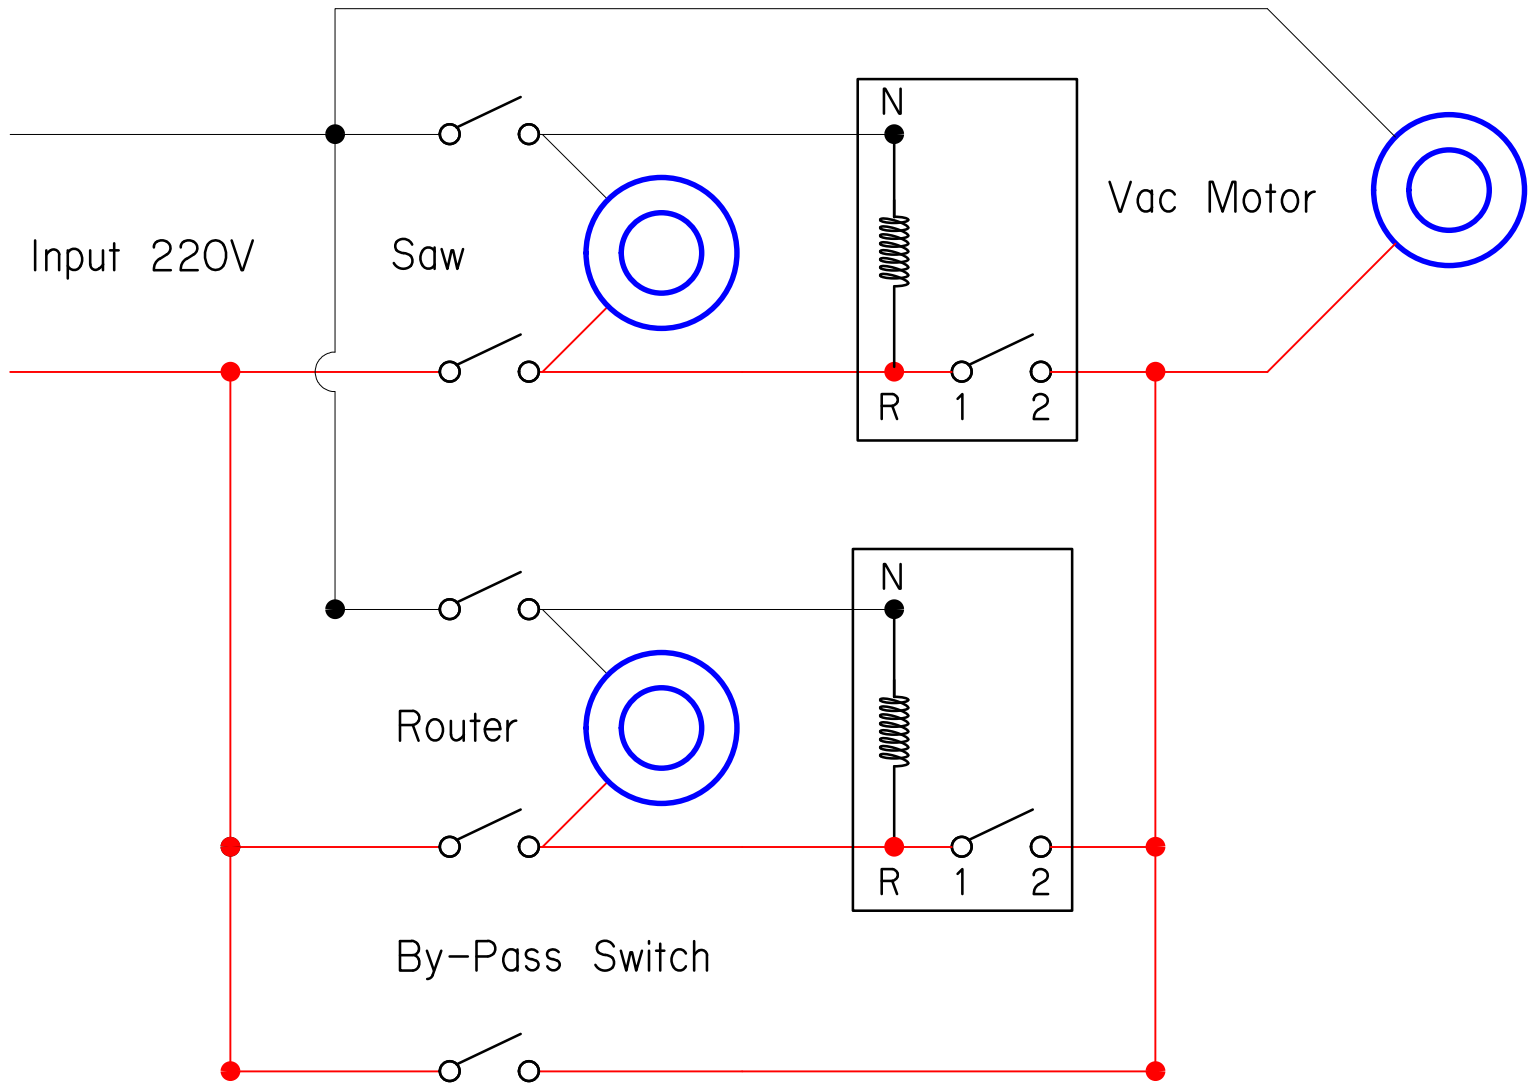 N
Vac Motor
Input 220V
Saw
R 1 2
N
Router
R 1 2
By-Pass Switch